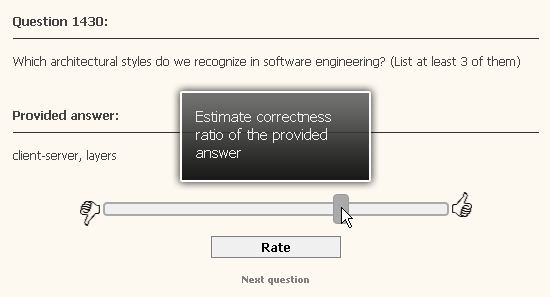 Question 1430:
Which architectural styles do we recognize in software engineering? (List at least 3 of them)
Provided answer:
Estimate correctness
ratio of the provided
answer
client-server, layers
Rate
Next question